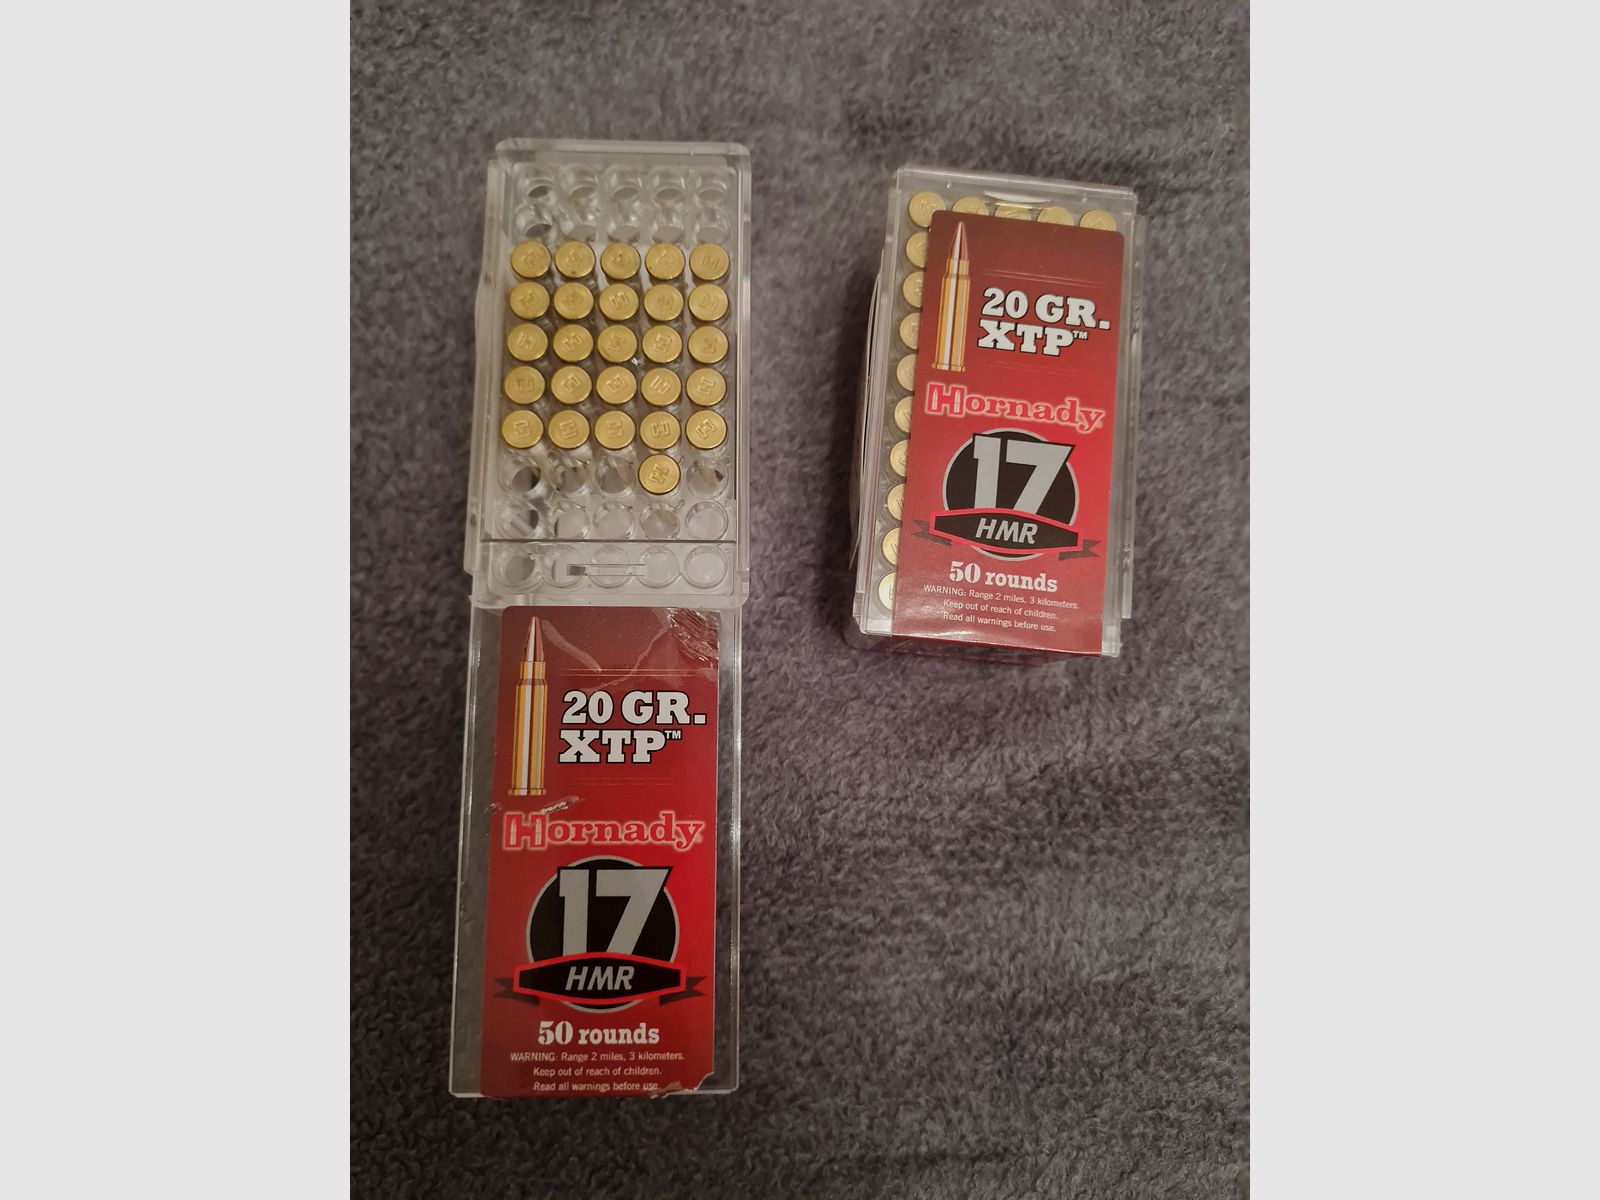 20 GR.
XTP™
Hornady
17
HMR
50 rounds
WARNING: Range 2 miles, 3 kilometers.
Keep out of reach of children.
Read all warnings before use.
20 GR.
XTP™
Hornady
17
HMR
50 rounds
WARNING: Range 2 miles, 3 kilometers.
Keep out of reach of children.
Read all warnings before use.